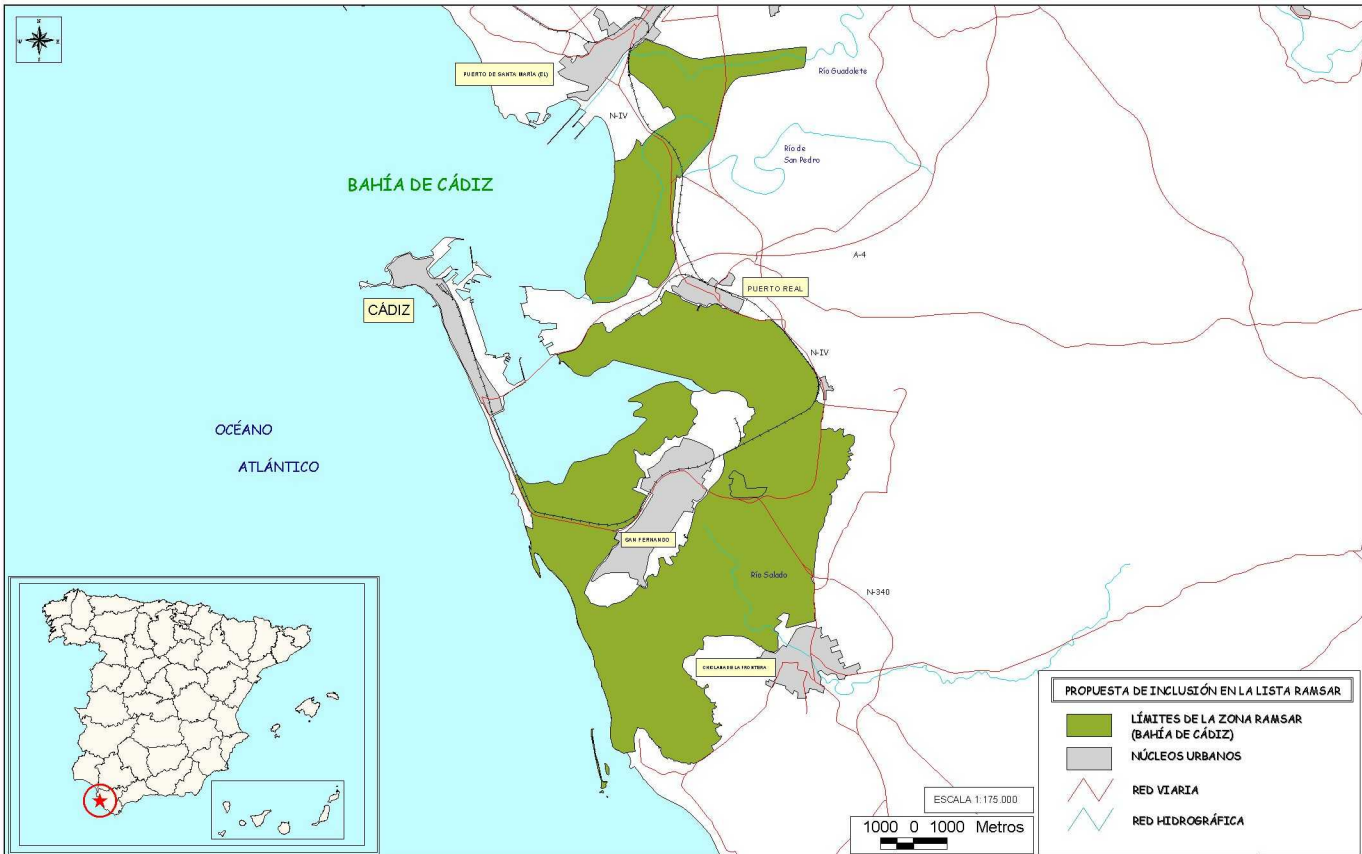 N
W
E
PUERTO DE SANTA MARÍA (EL)
Río Guadalete
N-IV
Río de
San Pedro
BAHÍA DE CÁDIZ
A-4
PUERTO REAL
CÁDIZ
N-IV
OCÉANO
ATLÁNTICO
SAN FERNANDO
Río Salado
N-340
CHICLANA DE LA FRONTERA
PROPUESTA DE INCLUSIÓN EN LA LISTA RAMSAR
LÍMITES DE LA ZONA RAMSAR
(BAHÍA DE CÁDIZ)
NÚCLEOS URBANOS
RED VIARIA
RED HIDROGRÁFICA
ESCALA 1:175.000
1000 0 1000 Metros